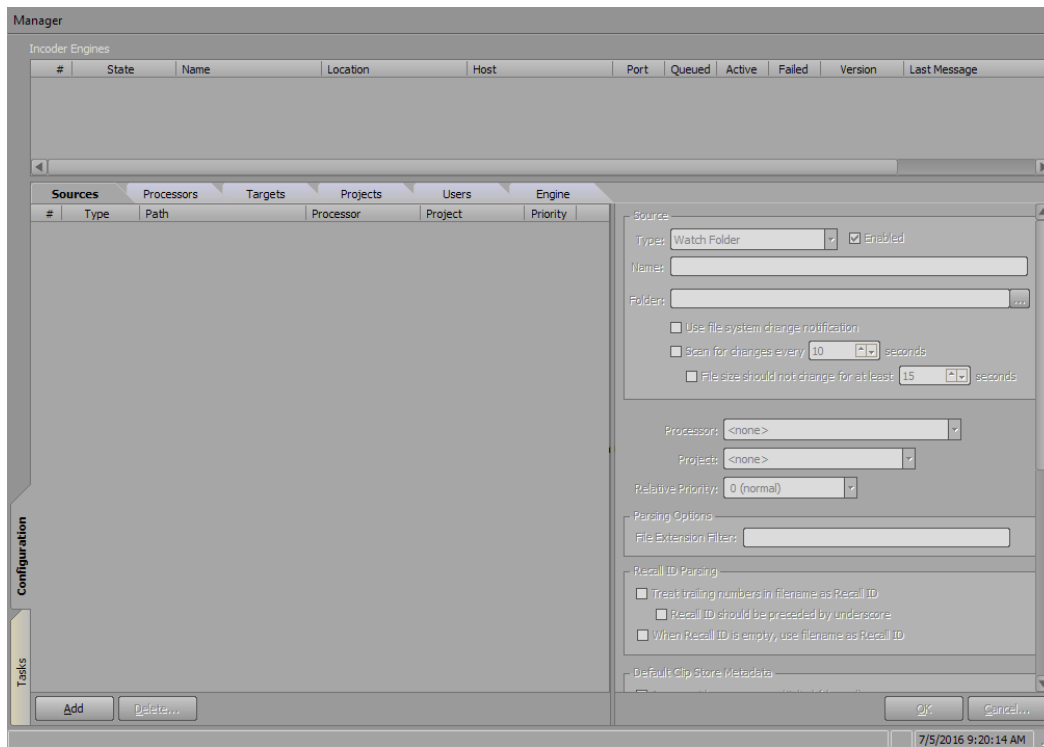 Manager
Incoder Engines
# State Name Location Host Port Queued Active Failed Version Last Message
Sources Processors Targets Projects Users Engine
# Type Path Processor Project Priority
Source
Type: Watch Folder Enabled
Name:
Folder: ...
Use file system change notification
Scan for changes every 10 seconds
File size should not change for at least 15 seconds
Processor: <none>
Project: <none>
Relative Priority: 0 (normal)
Parsing Options
File Extension Filter:
Recall ID Parsing
Treat trailing numbers in filename as Recall ID
Recall ID should be preceded by underscore
When Recall ID is empty, use filename as Recall ID
Default Clip Store Metadata
Configuration
Tasks
Add Delete... OK Cancel...
7/5/2016 9:20:14 AM